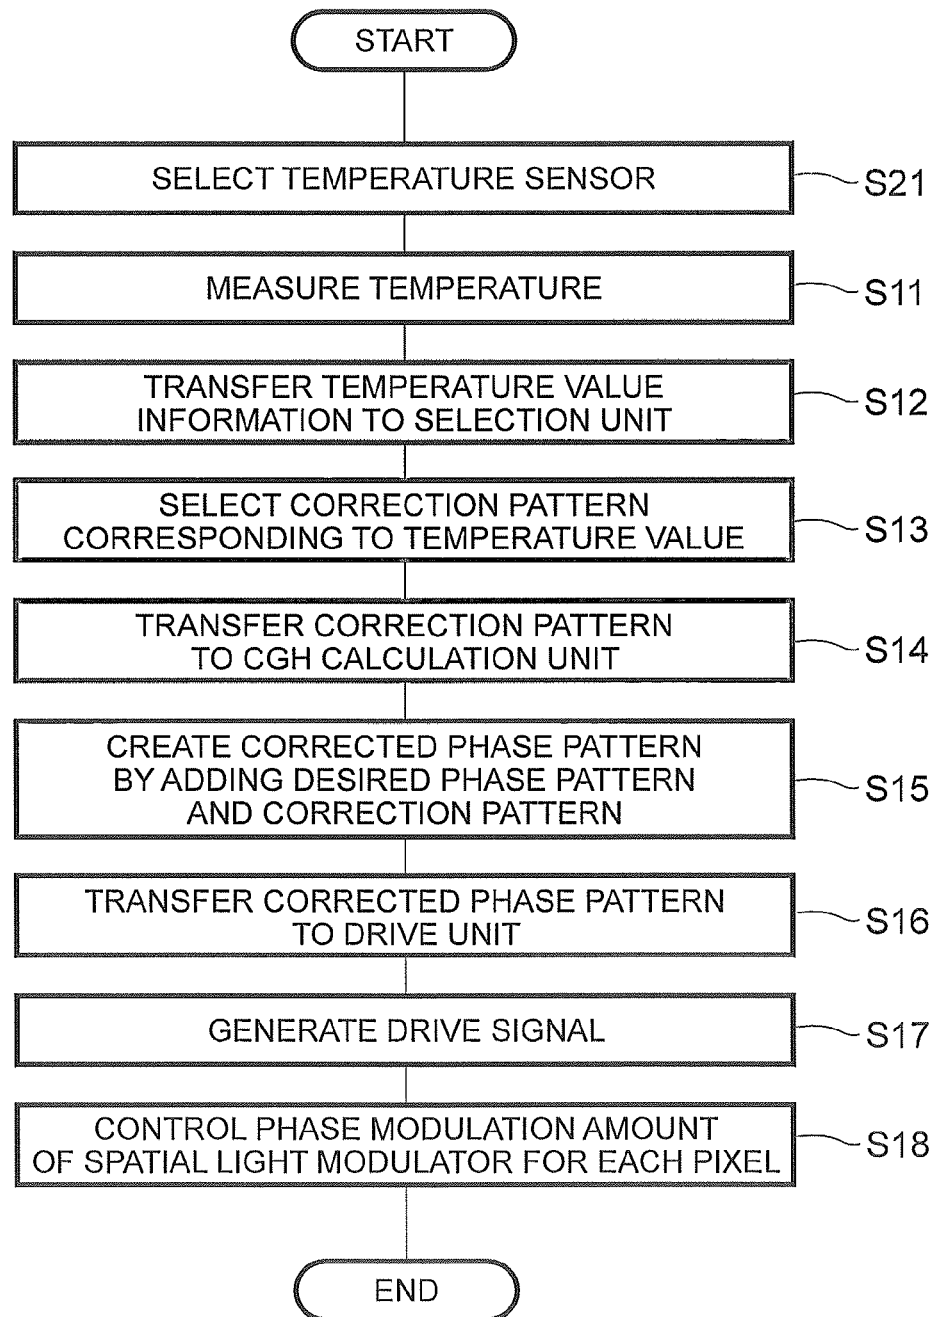 START
SELECT TEMPERATURE SENSOR
S21
MEASURE TEMPERATURE
S11
TRANSFER TEMPERATURE VALUE
INFORMATION TO SELECTION UNIT
S12
SELECT CORRECTION PATTERN
CORRESPONDING TO TEMPERATURE VALUE
S13
TRANSFER CORRECTION PATTERN
TO CGH CALCULATION UNIT
S14
CREATE CORRECTED PHASE PATTERN
BY ADDING DESIRED PHASE PATTERN
AND CORRECTION PATTERN
S15
TRANSFER CORRECTED PHASE PATTERN
TO DRIVE UNIT
S16
GENERATE DRIVE SIGNAL
S17
CONTROL PHASE MODULATION AMOUNT
OF SPATIAL LIGHT MODULATOR FOR EACH PIXEL
S18
END